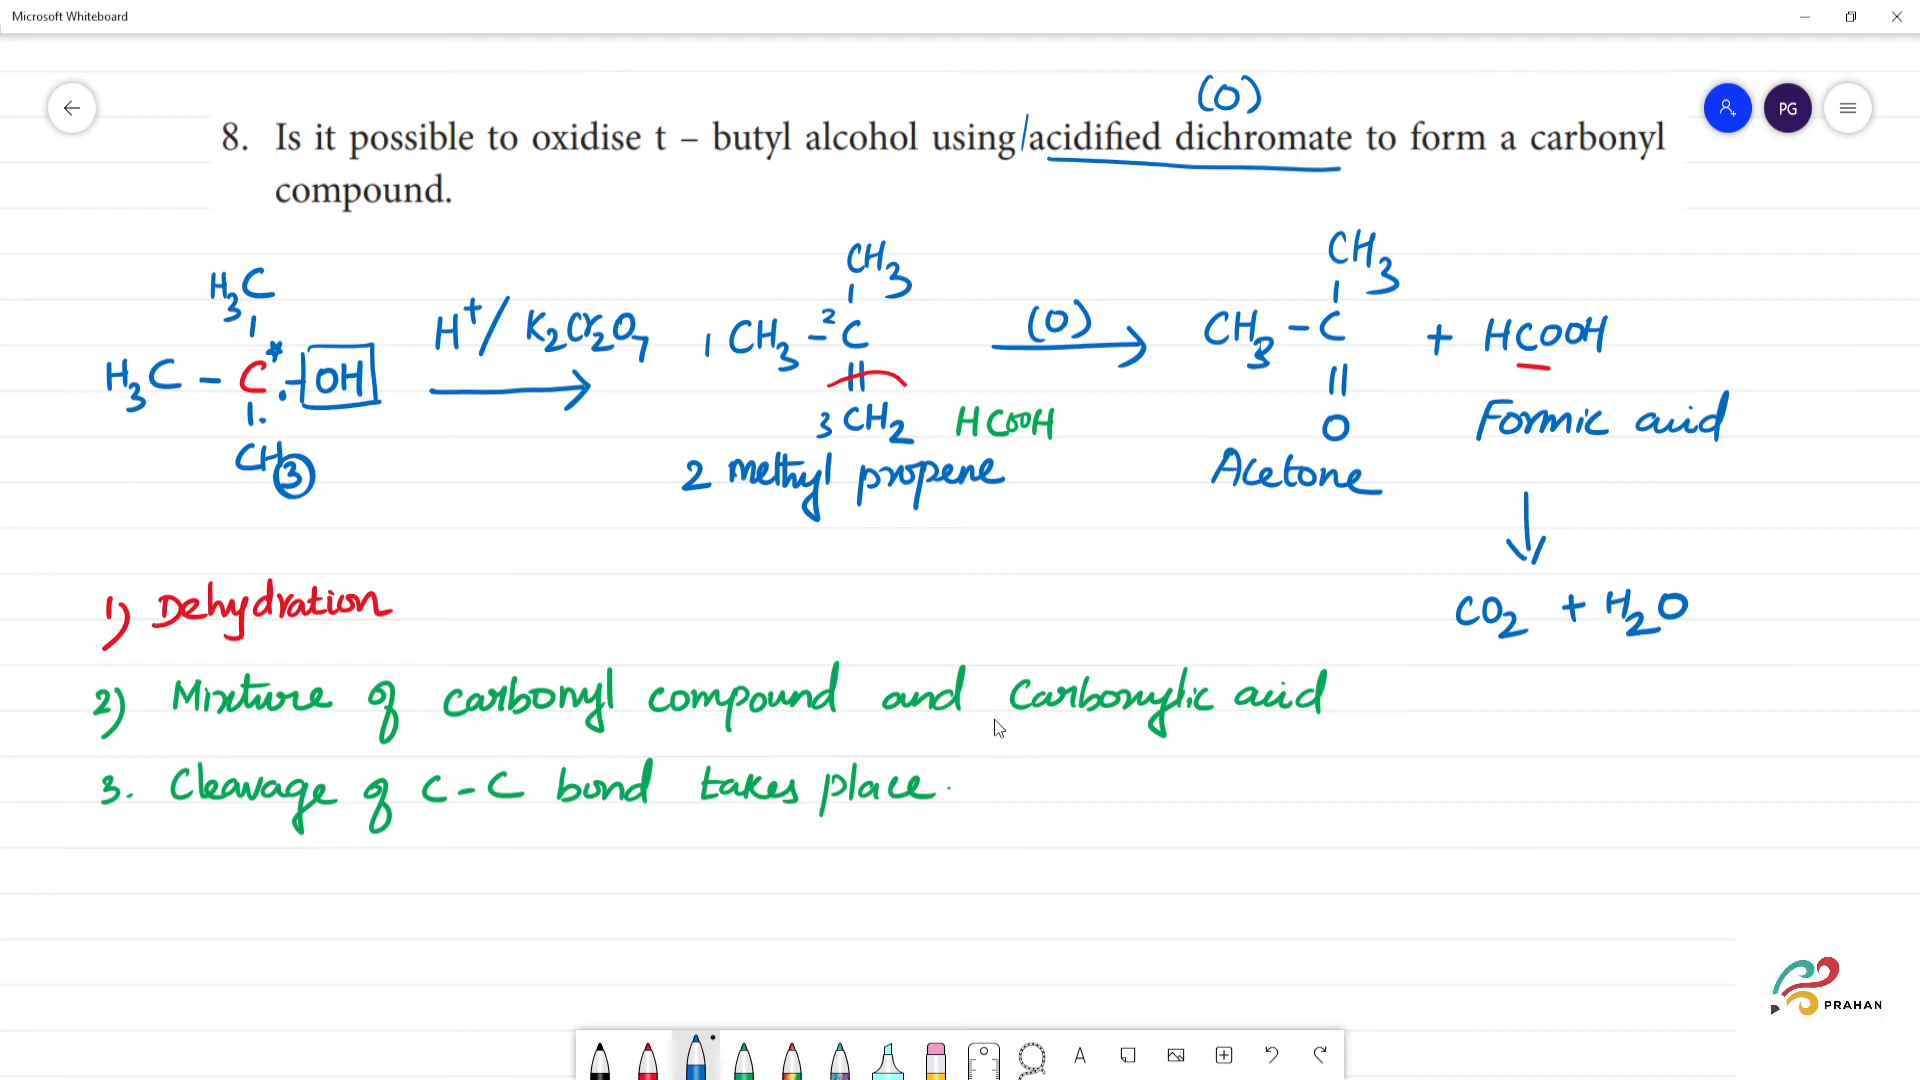 Microsoft Whiteboard
(O)
PG
8. Is it possible to oxidise t – butyl alcohol using/acidified dichromate to form a carbonyl
compound.
H3C
H3C - C* - OH
CH3
H+/ K2Cr2O7
CH3
1 CH3 - 2C
3 CH2
HCOOH
2 methyl propene
(O)
CH3
CH3 - C
O
Acetone
+ HCOOH
Formic acid
CO2 + H2O
1) Dehydration
2) Mixture of carbonyl compound and Carbonylic acid
3. Cleavage of C-C bond takes place.
PRAHAN